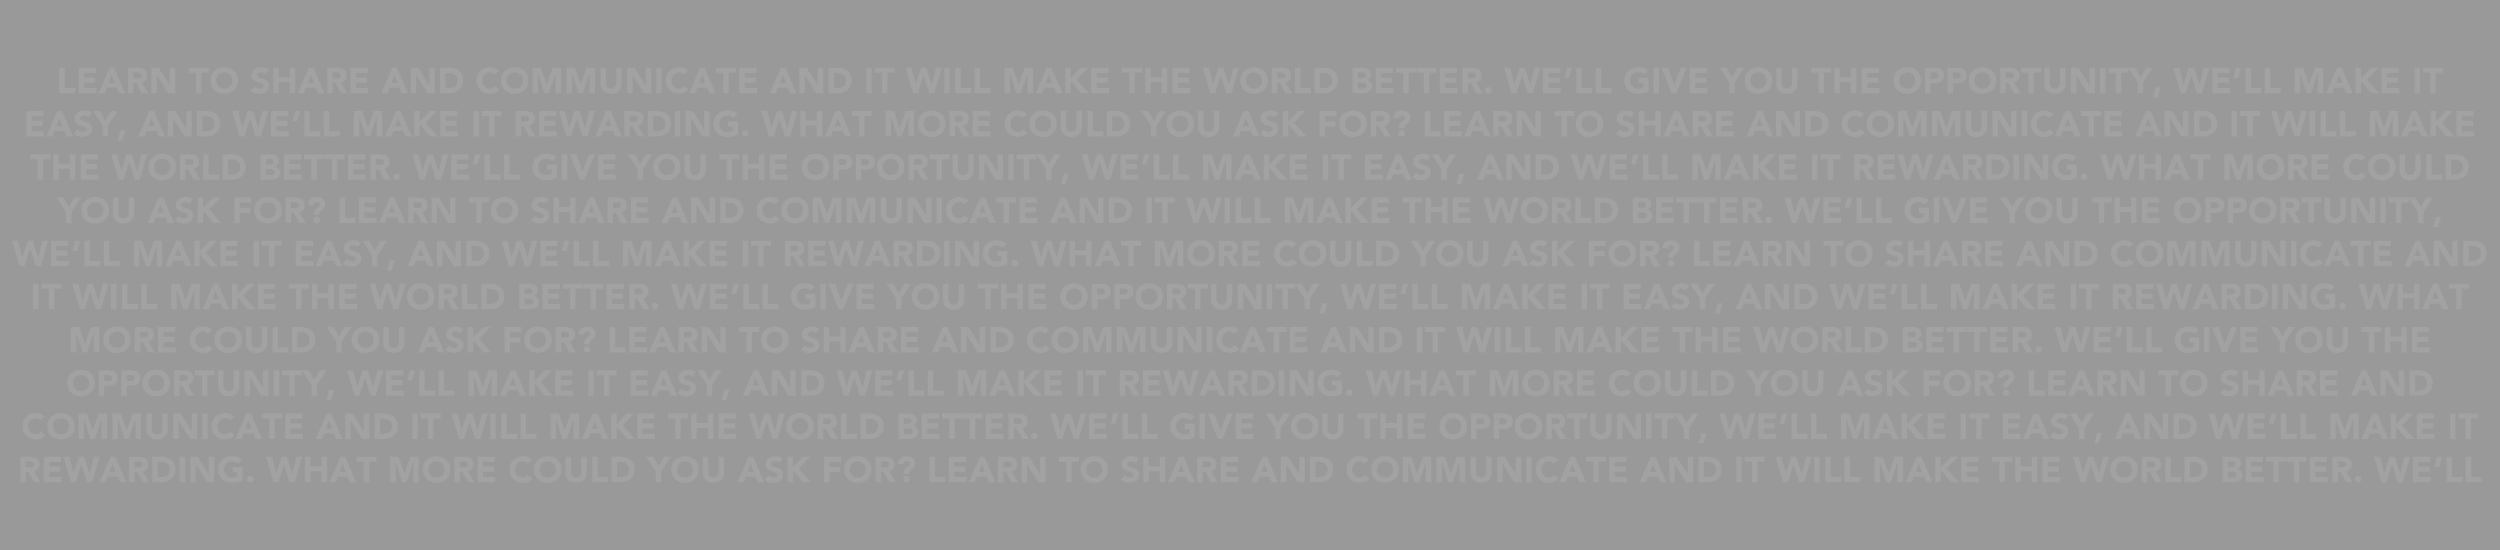 LEARN TO SHARE AND COMMUNICATE AND IT WILL MAKE THE WORLD BETTER. WE'LL GIVE YOU THE OPPORTUNITY, WE'LL MAKE IT
EASY, AND WE'LL MAKE IT REWARDING. WHAT MORE COULD YOU ASK FOR? LEARN TO SHARE AND COMMUNICATE AND IT WILL MAKE
THE WORLD BETTER. WE'LL GIVE YOU THE OPPORTUNITY, WE'LL MAKE IT EASY, AND WE'LL MAKE IT REWARDING. WHAT MORE COULD
YOU ASK FOR? LEARN TO SHARE AND COMMUNICATE AND IT WILL MAKE THE WORLD BETTER. WE'LL GIVE YOU THE OPPORTUNITY,
WE'LL MAKE IT EASY, AND WE'LL MAKE IT REWARDING. WHAT MORE COULD YOU ASK FOR? LEARN TO SHARE AND COMMUNICATE AND
IT WILL MAKE THE WORLD BETTER. WE'LL GIVE YOU THE OPPORTUNITY, WE'LL MAKE IT EASY, AND WE'LL MAKE IT REWARDING. WHAT
MORE COULD YOU ASK FOR? LEARN TO SHARE AND COMMUNICATE AND IT WILL MAKE THE WORLD BETTER. WE'LL GIVE YOU THE
OPPORTUNITY, WE'LL MAKE IT EASY, AND WE'LL MAKE IT REWARDING. WHAT MORE COULD YOU ASK FOR? LEARN TO SHARE AND
COMMUNICATE AND IT WILL MAKE THE WORLD BETTER. WE'LL GIVE YOU THE OPPORTUNITY, WE'LL MAKE IT EASY, AND WE'LL MAKE IT
REWARDING. WHAT MORE COULD YOU ASK FOR? LEARN TO SHARE AND COMMUNICATE AND IT WILL MAKE THE WORLD BETTER. WE'LL